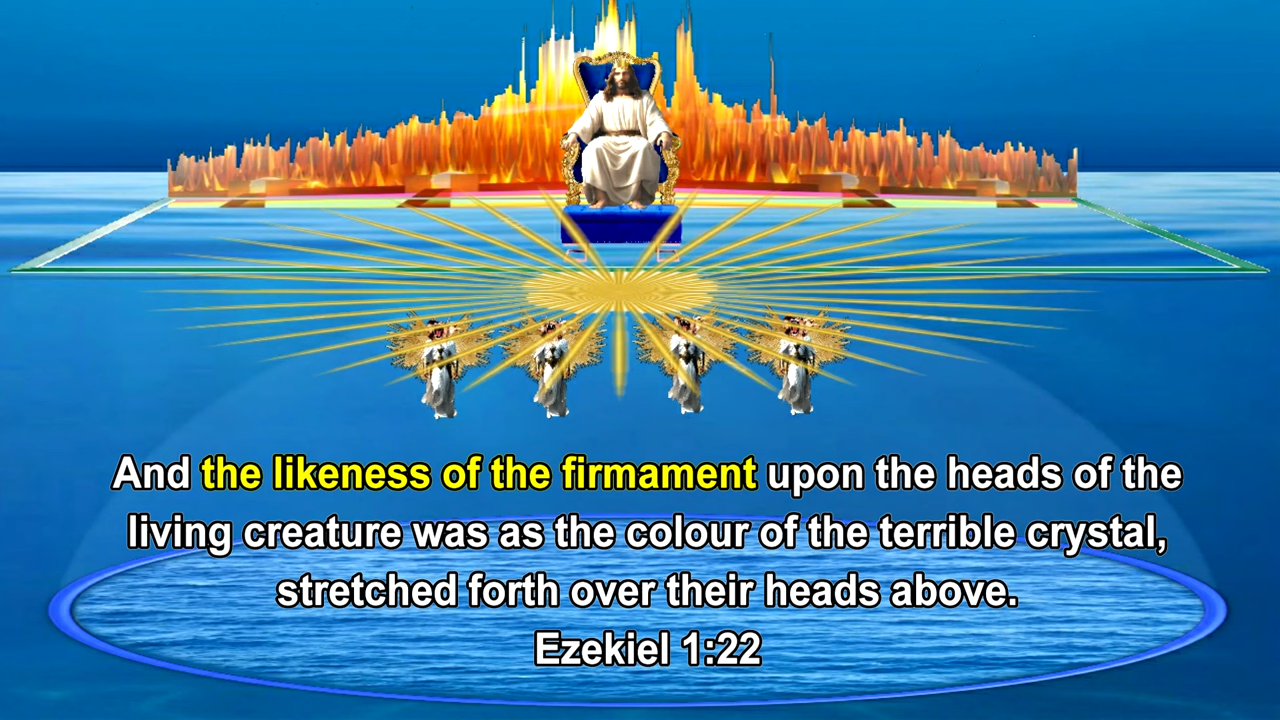 And the likeness of the firmament upon the heads of the
living creature was as the colour of the terrible crystal,
stretched forth over their heads above.
Ezekiel 1:22